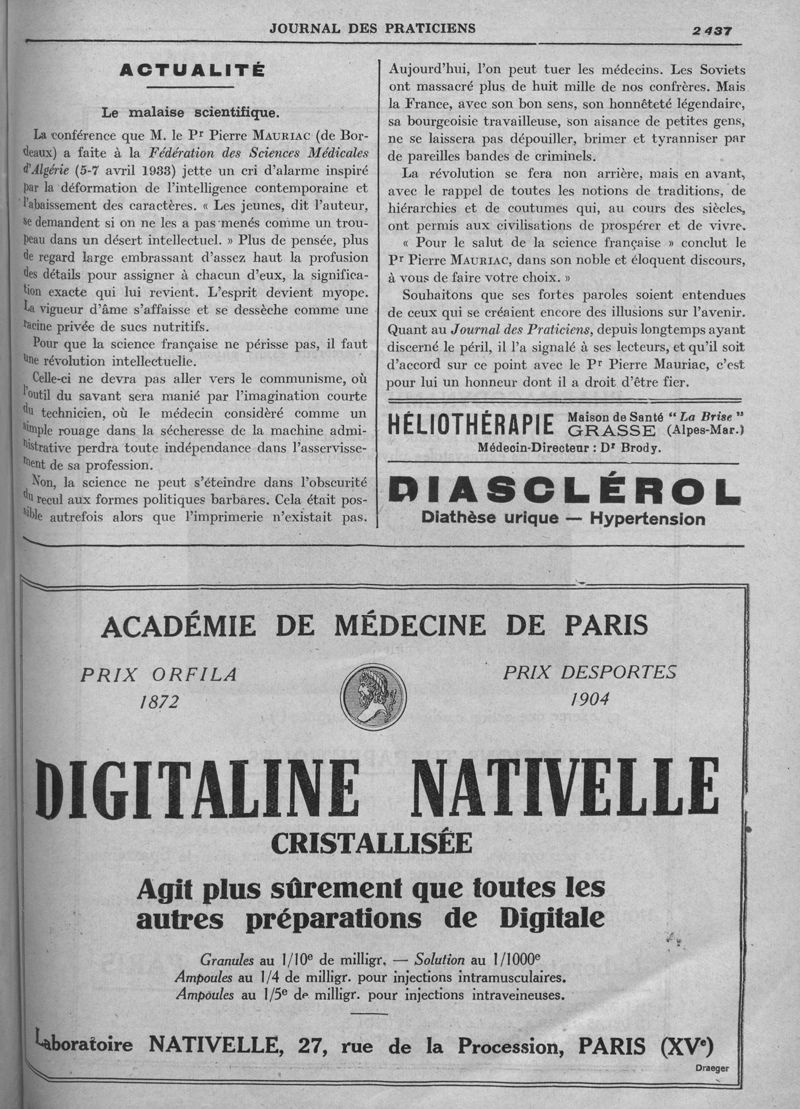 JOURNAL DES PRATICIENS
2437
ACTUALITÉ
Le malaise scientifique.
La conférence que M. le Pr Pierre MAURIAC (de Bor-
deaux) a faite à la Fédération des Sciences Médicales
d'Algérie (5-7 avril 1933) jette un cri d'alarme inspiré
par la déformation de l'intelligence contemporaine et
l'abaissement des caractères. « Les jeunes, dit l'auteur,
se demandent si on ne les a pas menés comme un trou-
peau dans un désert intellectuel. » Plus de pensée, plus
de regard large embrassant d'assez haut la profusion
des détails pour assigner à chacun d'eux, la significa-
tion exacte qui lui revient. L'esprit devient myope.
La vigueur d'âme s'affaisse et se dessèche comme une
racine privée de sucs nutritifs.
Pour que la science française ne périsse pas, il faut
une révolution intellectuelle.
Celle-ci ne devra pas aller vers le communisme, où
l'outil du savant sera manié par l'imagination courte
du technicien, où le médecin considèré comme un
simple rouage dans la sécheresse de la machine admi-
nistrative perdra toute indépendance dans l'asservisse-
ment de sa profession.
Non, la science ne peut s'éteindre dans l'obscurité
du recul aux formes politiques barbares. Cela était pos-
sible autrefois alors que l'imprimerie n'existait pas.
Aujourd'hui, l'on peut tuer les médecins. Les Soviets
ont massacré plus de huit mille de nos confrères. Mais
la France, avec son bon sens, son honnêteté légendaire,
sa bourgeoisie travailleuse, son aisance de petites gens,
ne se laissera pas dépouiller, brimer et tyranniser par
de pareilles bandes de criminels.
La révolution se fera non arrière, mais en avant,
avec le rappel de toutes les notions de traditions, de
hiérarchies et de coutumes qui, au cours des siècles,
ont permis aux civilisations de prospérer et de vivre.
« Pour le salut de la science française » conclut le
Pr Pierre MAURIAC, dans son noble et éloquent discours,
à vous de faire votre choix. »
Souhaitons que ses fortes paroles soient entendues
de ceux qui se créaient encore des illusions sur l'avenir.
Quant au Journal des Praticiens, depuis longtemps ayant
discerné le péril, il l'a signalé à ses lecteurs, et qu'il soit
d'accord sur ce point avec le Pr Pierre Mauriac, c'est
pour lui un honneur dont il a droit d'être fier.
HÉLIOTHÉRAPIE Maison de Santé "La Brise"
GRASSE (Alpes-Mar.)
Médecin-Directeur : Dr Brody.
DIASCLÉROL
Diathèse urique — Hypertension
ACADÉMIE DE MÉDECINE DE PARIS
PRIX ORFILA
1872
PRIX DESPORTES
1904
DIGITALINE NATIVELLE
CRISTALLISÉE
Agit plus sûrement que toutes les
autres préparations de Digitale
Granules au 1/10e de milligr. — Solution au 1/1000e
Ampoules au 1/4 de milligr. pour injections intramusculaires.
Ampoules au 1/5e de milligr. pour injections intraveineuses.
Laboratoire NATIVELLE, 27, rue de la Procession, PARIS (XVe)
Draeger